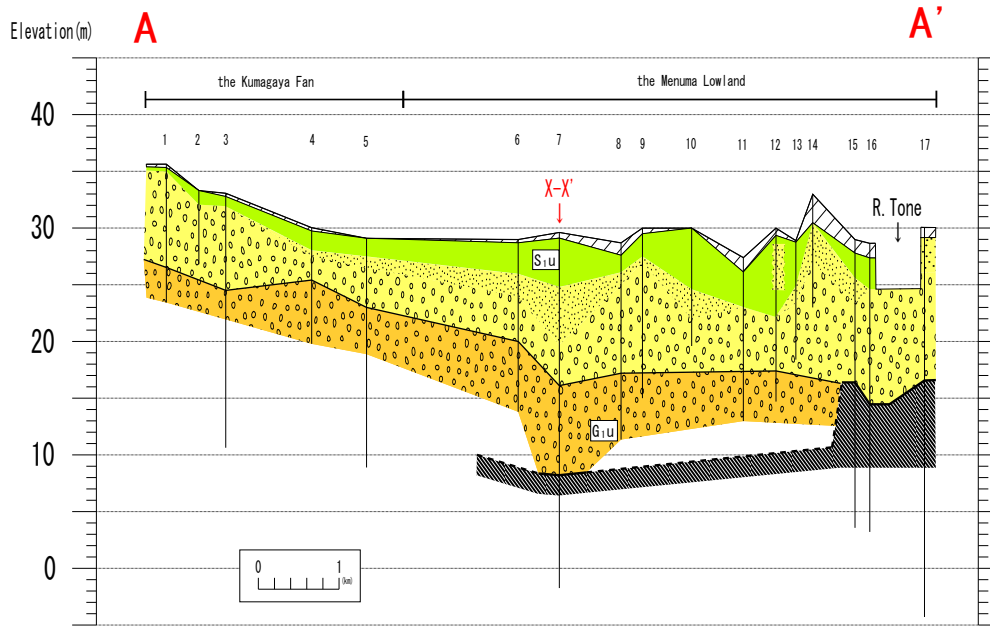 Elevation(m)
A
A'
the Kumagaya Fan
the Menuma Lowland
40
30
20
10
0
1 2 3 4 5 6 7 8 9 10 11 12 13 14 15 16 17
X-X'
R. Tone
S₁u
G₁u
0 1
(km)